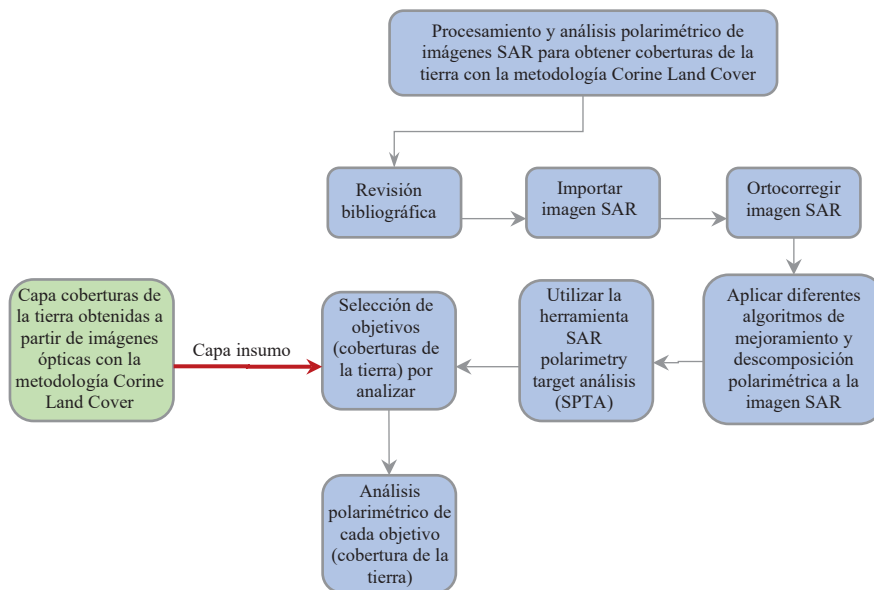 Procesamiento y análisis polarimétrico de
imágenes SAR para obtener coberturas de la
tierra con la metodología Corine Land Cover
Revisión
bibliográfica
Importar
imagen SAR
Ortocorregir
imagen SAR
Capa coberturas de
la tierra obtenidas a
partir de imágenes
ópticas con la
metodología Corine
Land Cover
Capa insumo
Selección de
objetivos
(coberturas de
la tierra) por
analizar
Utilizar la
herramienta
SAR
polarimetry
target análisis
(SPTA)
Aplicar diferentes
algoritmos de
mejoramiento y
descomposición
polarimétrica a la
imagen SAR
Análisis
polarimétrico de
cada objetivo
(cobertura de la
tierra)